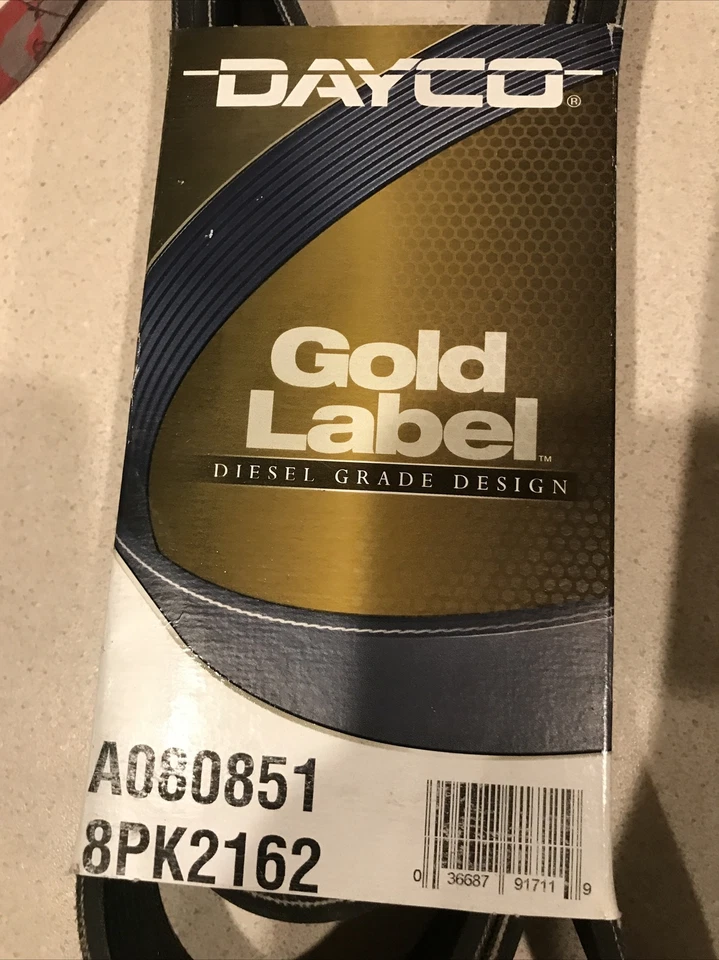 DAYCO®
Gold
Label™
DIESEL GRADE DESIGN
A080851
8PK2162
0 36687 91711 9